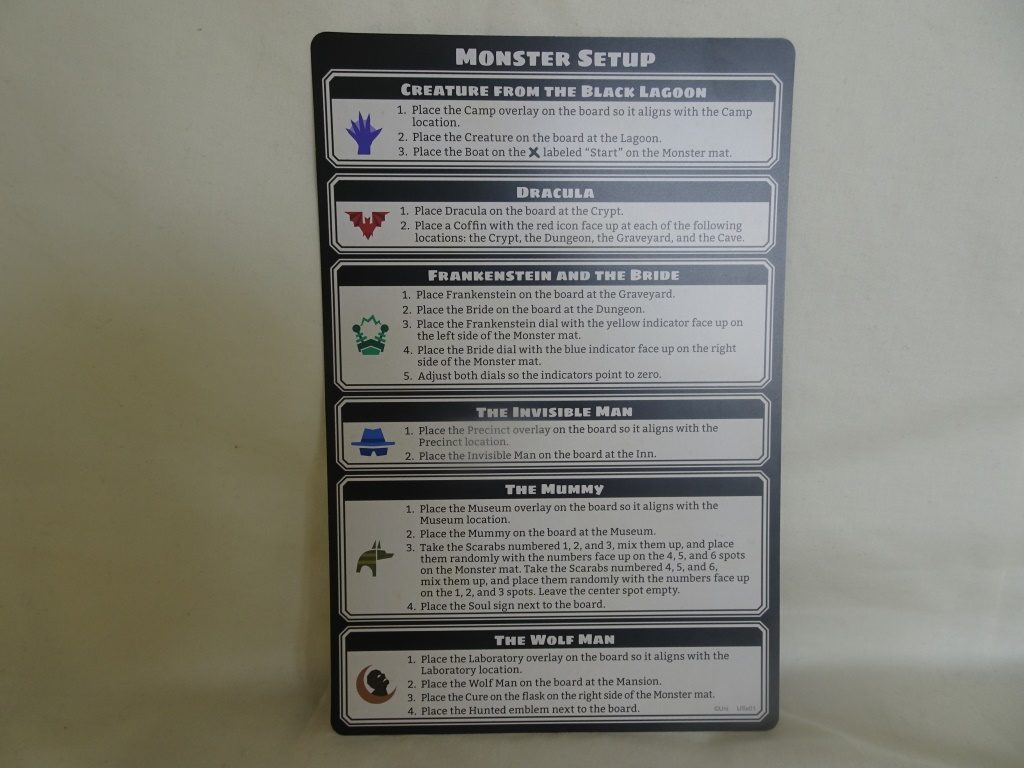 MONSTER SETUP
CREATURE FROM THE BLACK LAGOON
1. Place the Camp overlay on the board so it aligns with the Camp
location.
2. Place the Creature on the board at the Lagoon.
3. Place the Boat on the ✖ labeled “Start” on the Monster mat.
DRACULA
1. Place Dracula on the board at the Crypt.
2. Place a Coffin with the red icon face up at each of the following
locations: the Crypt, the Dungeon, the Graveyard, and the Cave.
FRANKENSTEIN AND THE BRIDE
1. Place Frankenstein on the board at the Graveyard.
2. Place the Bride on the board at the Dungeon.
3. Place the Frankenstein dial with the yellow indicator face up on
the left side of the Monster mat.
4. Place the Bride dial with the blue indicator face up on the right
side of the Monster mat.
5. Adjust both dials so the indicators point to zero.
THE INVISIBLE MAN
1. Place the Precinct overlay on the board so it aligns with the
Precinct location.
2. Place the Invisible Man on the board at the Inn.
THE MUMMY
1. Place the Museum overlay on the board so it aligns with the
Museum location.
2. Place the Mummy on the board at the Museum.
3. Take the Scarabs numbered 1, 2, and 3, mix them up, and place
them randomly with the numbers face up on the 4, 5, and 6 spots
on the Monster mat. Take the Scarabs numbered 4, 5, and 6,
mix them up, and place them randomly with the numbers face up
on the 1, 2, and 3 spots. Leave the center spot empty.
4. Place the Soul sign next to the board.
THE WOLF MAN
1. Place the Laboratory overlay on the board so it aligns with the
Laboratory location.
2. Place the Wolf Man on the board at the Mansion.
3. Place the Cure on the flask on the right side of the Monster mat.
4. Place the Hunted emblem next to the board.
©Uni